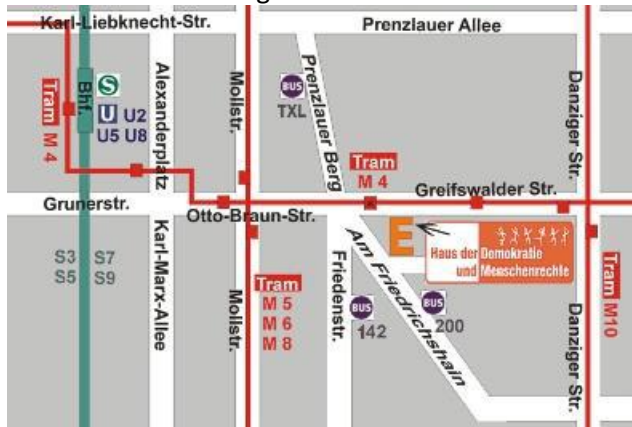 Karl-Liebknecht-Str.
Prenzlauer Allee
Tram M 4
Bhf.
S
U U2
U5 U8
Alexanderplatz
Mollstr.
Prenzlauer Berg
BUS
TXL
Danziger Str.
Tram
M 4
Greifswalder Str.
Grunerstr.
Otto-Braun-Str.
S3 S7
S5 S9
Karl-Marx-Allee
Mollstr.
Tram
M 5
M 6
M 8
Friedenstr.
BUS
142
Am Friedrichshain
BUS
200
E
Haus der Demokratie
und Menschenrechte
Danziger Str.
Tram M10